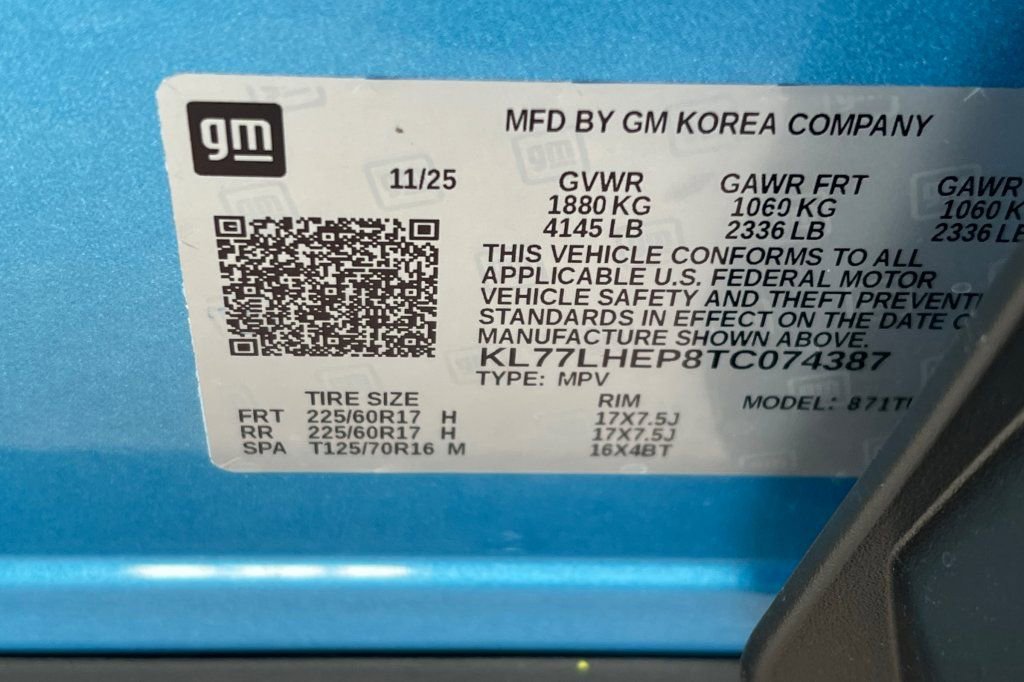 gm
MFD BY GM KOREA COMPANY
11/25
GVWR GAWR FRT GAWR
1880 KG 1060 KG 1060 K
4145 LB 2336 LB 2336 LB
THIS VEHICLE CONFORMS TO ALL
APPLICABLE U.S. FEDERAL MOTOR
VEHICLE SAFETY AND THEFT PREVENTI
STANDARDS IN EFFECT ON THE DATE O
MANUFACTURE SHOWN ABOVE.
KL77LHEP8TC074387
TYPE: MPV
TIRE SIZE RIM MODEL: 871T
FRT 225/60R17 H 17X7.5J
RR 225/60R17 H 17X7.5J
SPA T125/70R16 M 16X4BT